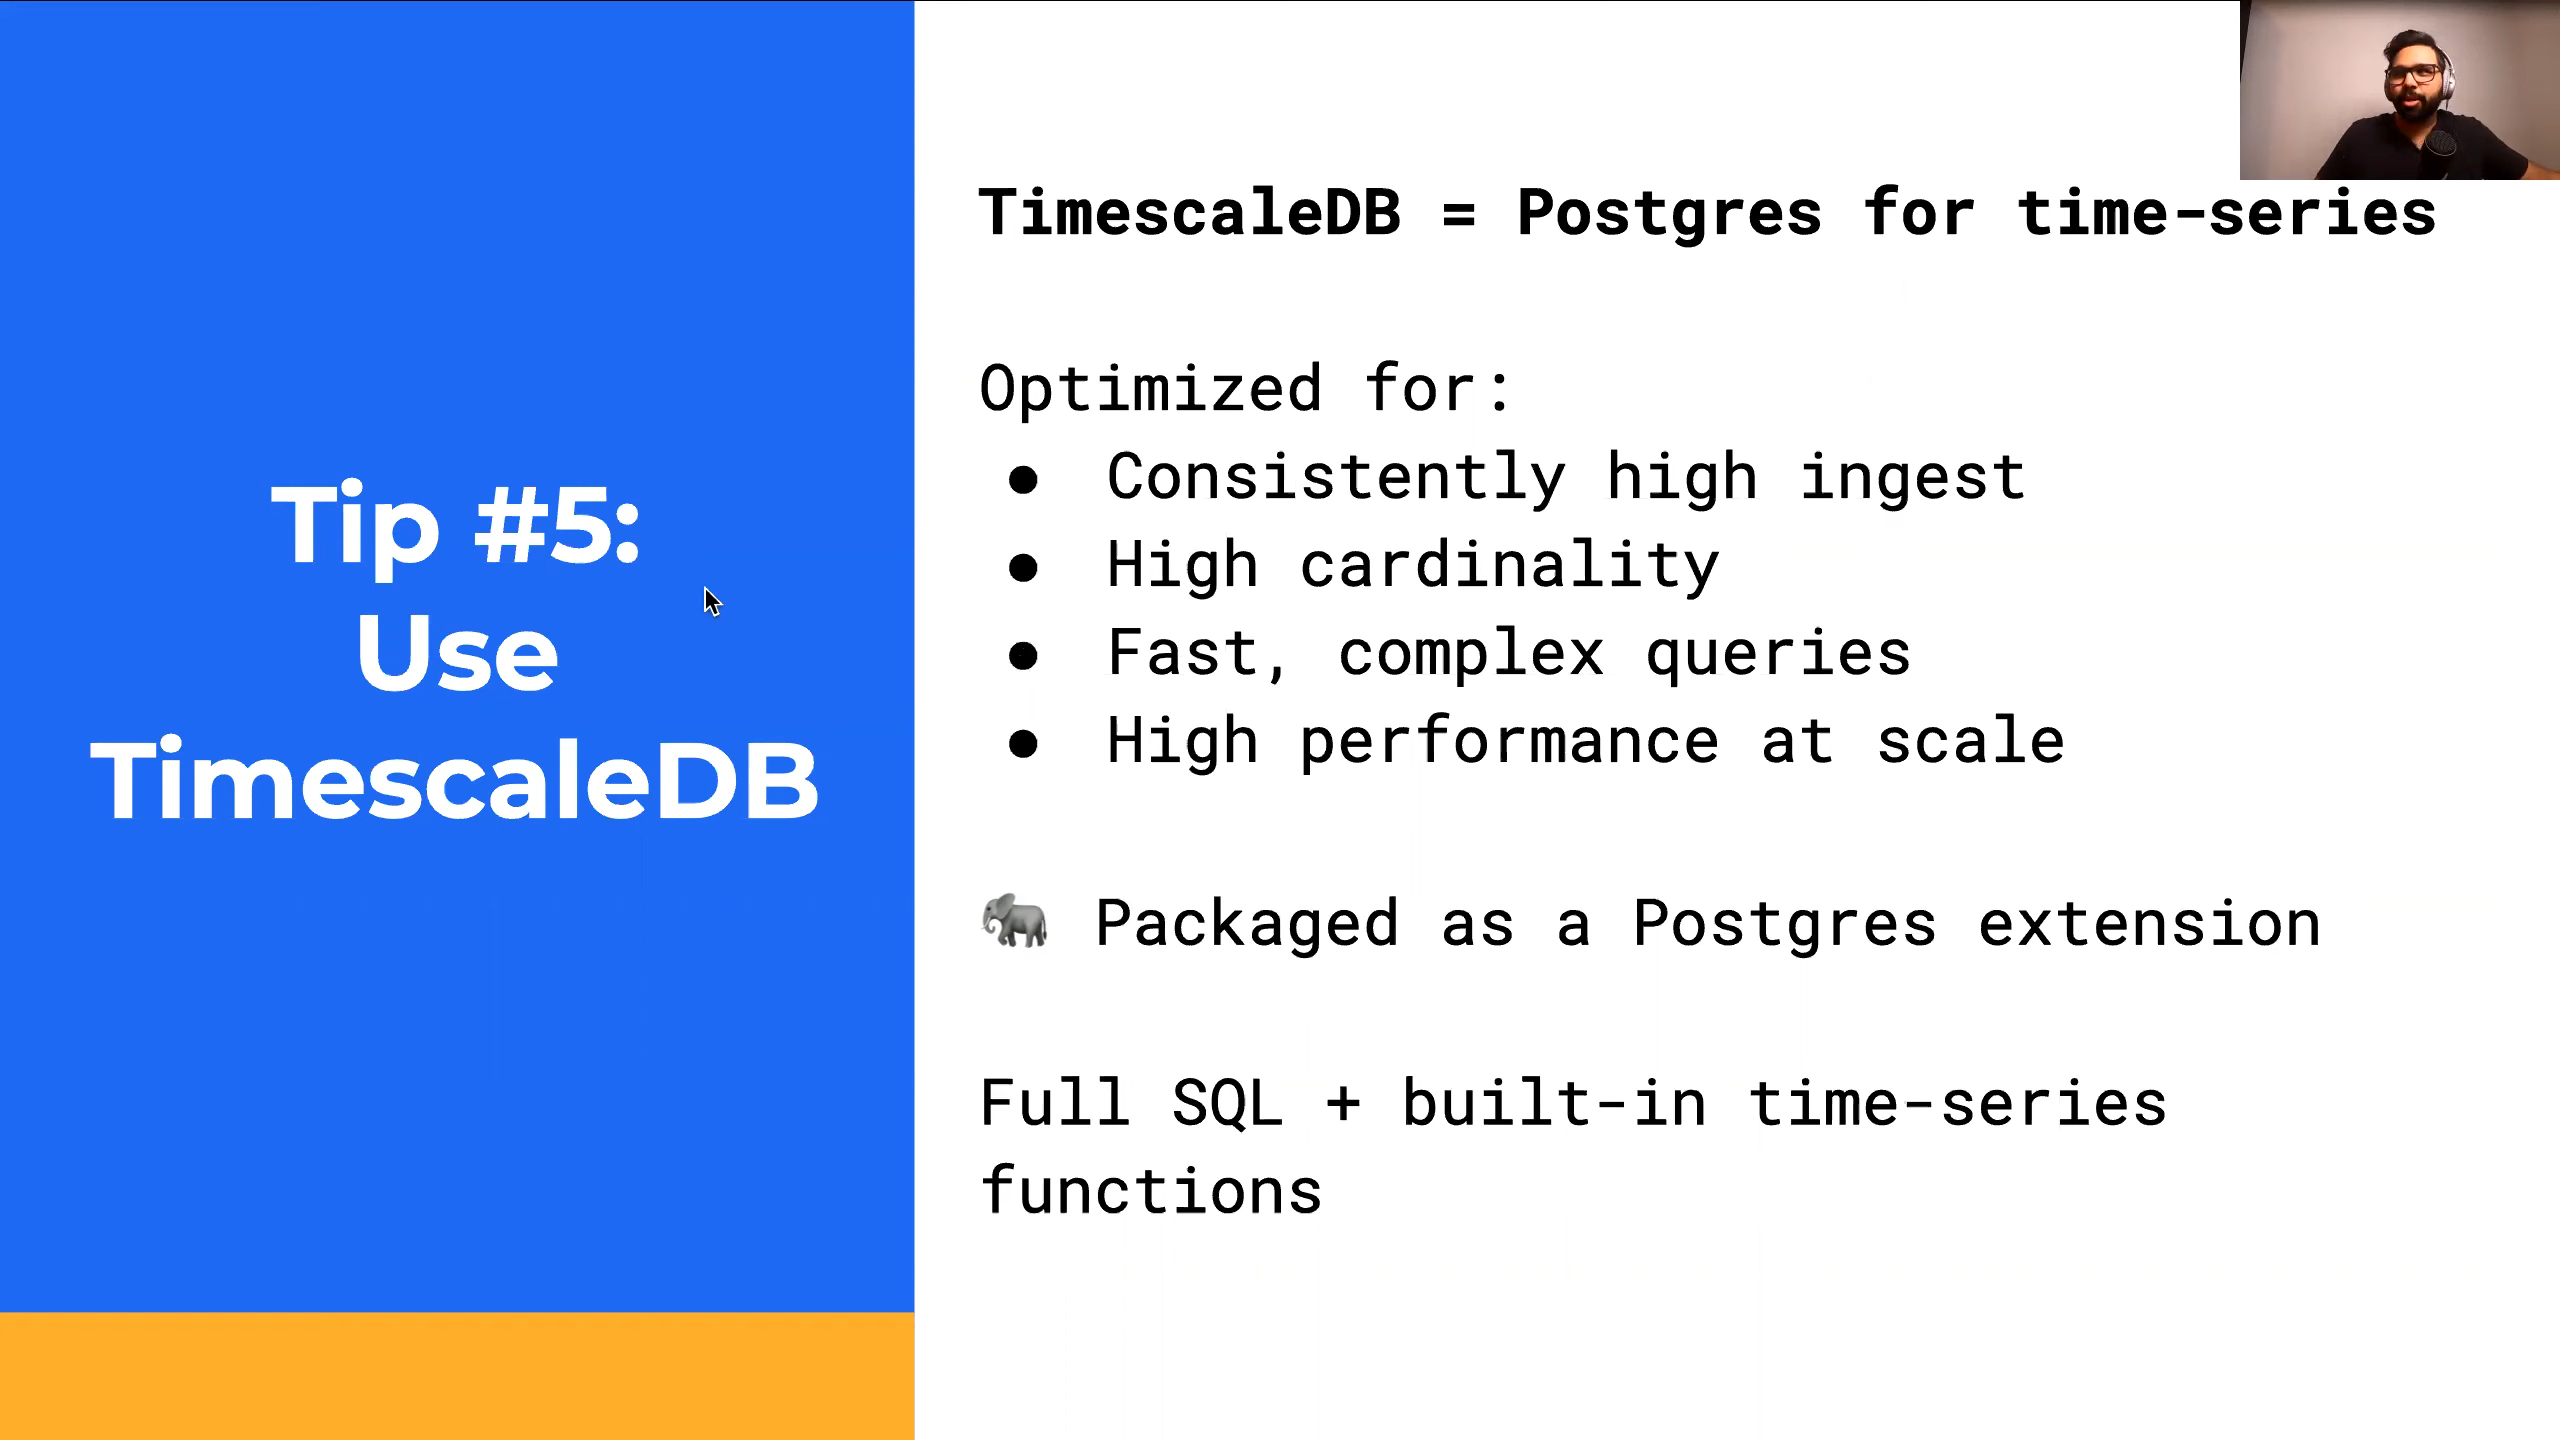 Tip #5:
Use
TimescaleDB
TimescaleDB = Postgres for time-series
Optimized for:
● Consistently high ingest
● High cardinality
● Fast, complex queries
● High performance at scale
🐘 Packaged as a Postgres extension
Full SQL + built-in time-series
functions